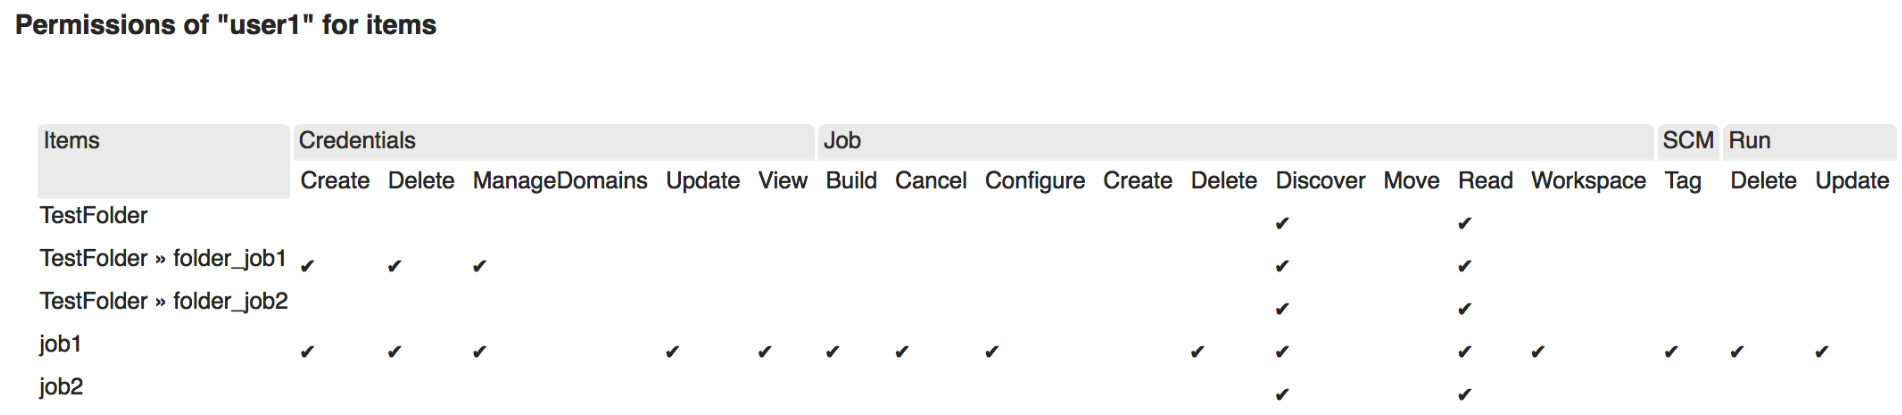 Permissions of "user1" for items
Items Credentials Job SCM Run
Create Delete ManageDomains Update View Build Cancel Configure Create Delete Discover Move Read Workspace Tag Delete Update
TestFolder ✔ ✔
TestFolder » folder_job1 ✔ ✔ ✔ ✔ ✔
TestFolder » folder_job2 ✔ ✔
job1 ✔ ✔ ✔ ✔ ✔ ✔ ✔ ✔ ✔ ✔ ✔ ✔ ✔ ✔ ✔
job2 ✔ ✔